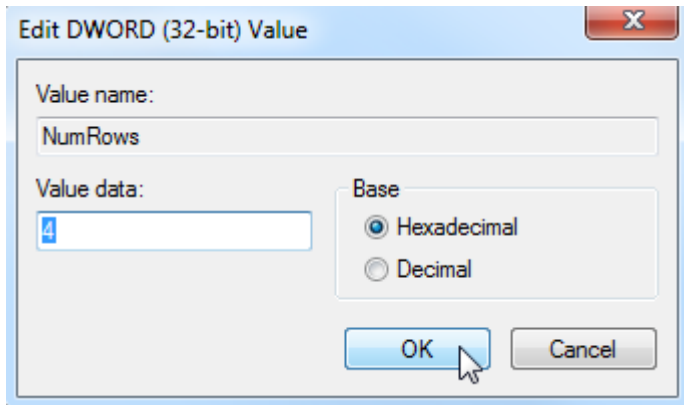 Edit DWORD (32-bit) Value
Value name:
NumRows
Value data:
4
Base
Hexadecimal
Decimal
OK
Cancel